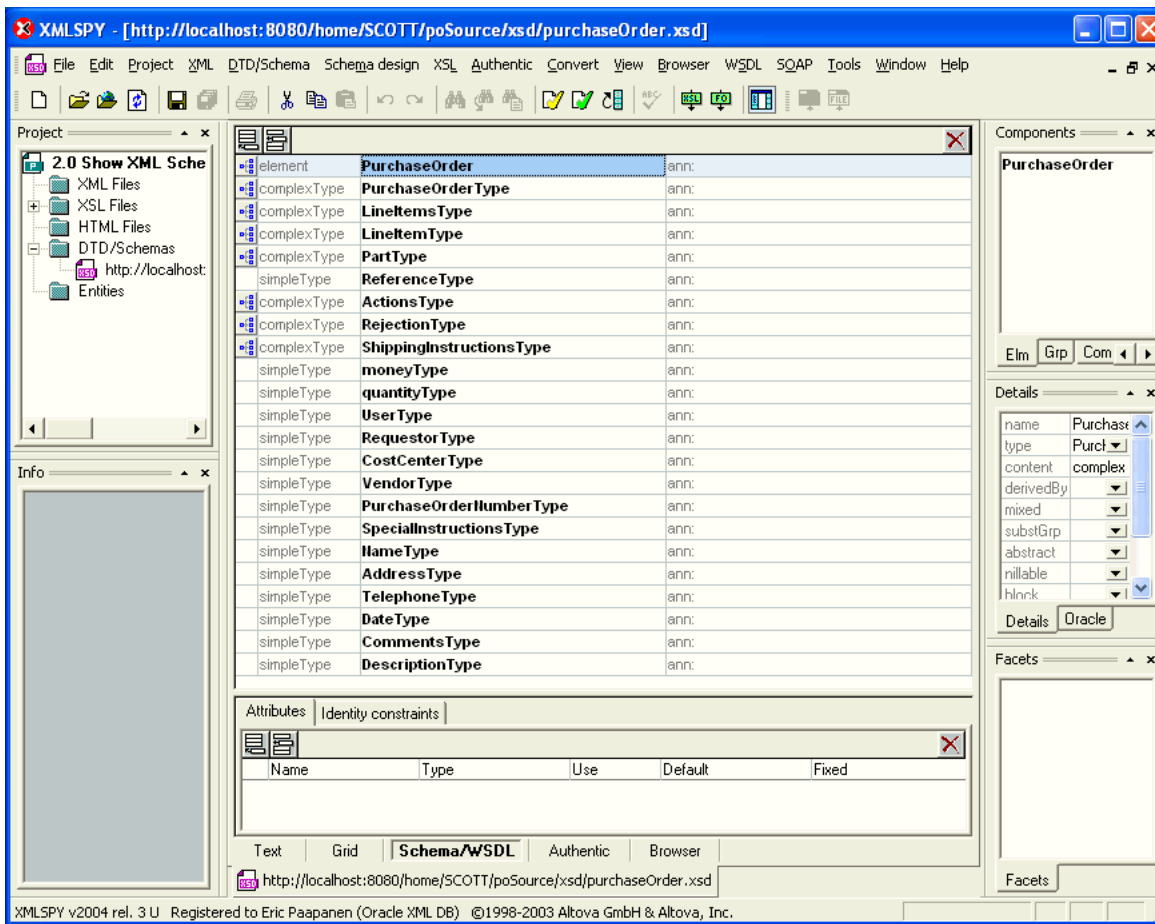 XMLSPY - [http://localhost:8080/home/SCOTT/poSource/xsd/purchaseOrder.xsd]
File Edit Project XML DTD/Schema Schema design XSL Authentic Convert View Browser WSDL SOAP Tools Window Help
ABC XSL FO FILE
Project
2.0 Show XML Sche
XML Files
XSL Files
HTML Files
DTD/Schemas
XSD http://localhost:
Entities
Info
element PurchaseOrder ann:
complexType PurchaseOrderType ann:
complexType LineItemsType ann:
complexType LineItemType ann:
complexType PartType ann:
simpleType ReferenceType ann:
complexType ActionsType ann:
complexType RejectionType ann:
complexType ShippingInstructionsType ann:
simpleType moneyType ann:
simpleType quantityType ann:
simpleType UserType ann:
simpleType RequestorType ann:
simpleType CostCenterType ann:
simpleType VendorType ann:
simpleType PurchaseOrderNumberType ann:
simpleType SpecialInstructionsType ann:
simpleType NameType ann:
simpleType AddressType ann:
simpleType TelephoneType ann:
simpleType DateType ann:
simpleType CommentsType ann:
simpleType DescriptionType ann:
Attributes Identity constraints
Name Type Use Default Fixed
Text Grid Schema/WSDL Authentic Browser
XSD http://localhost:8080/home/SCOTT/poSource/xsd/purchaseOrder.xsd
Components
PurchaseOrder
Elm Grp Com
Details
name Purchase
type Purch
content complex
derivedBy
mixed
substGrp
abstract
nillable
block
Details Oracle
Facets
Facets
XMLSPY v2004 rel. 3 U Registered to Eric Paapanen (Oracle XML DB) ©1998-2003 Altova GmbH & Altova, Inc.